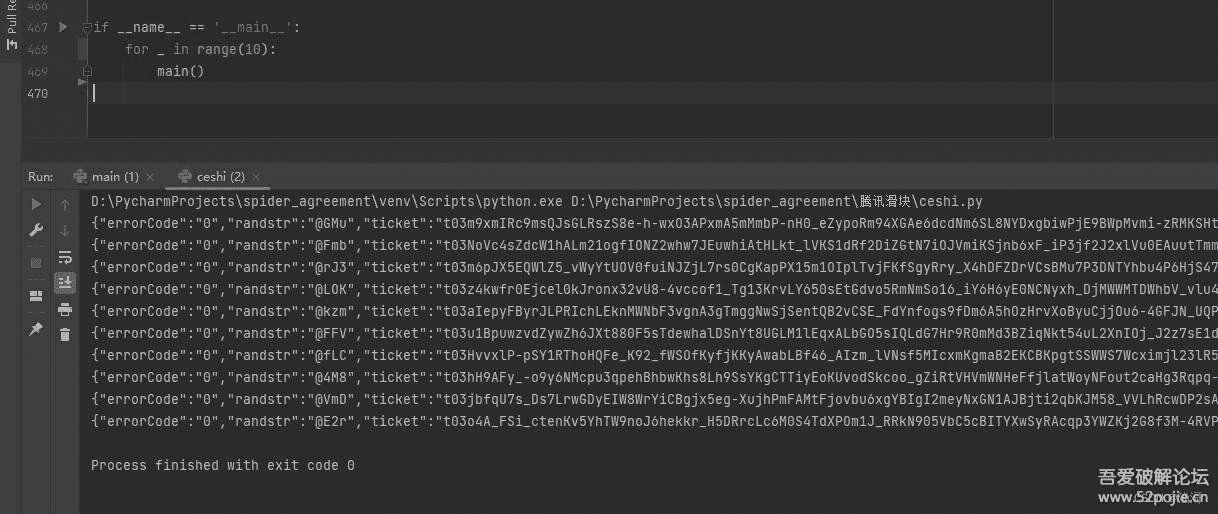 Pull Re
466
467 if __name__ == '__main__':
468 for _ in range(10):
469 main()
470
Run: main (1) × ceshi (2) ×
D:\PycharmProjects\spider_agreement\venv\Scripts\python.exe D:\PycharmProjects\spider_agreement\腾讯滑块\ceshi.py
{"errorCode":"0","randstr":"@GMu","ticket":"t03m9xmIRc9msQJsGLRszS8e-h-wxO3APxmA5mMmbP-nH0_eZypoRm94XGAe6dcdNm6SL8NYDxgbiwPjE9BWpMvmi-zRMKSHt
{"errorCode":"0","randstr":"@Fmb","ticket":"t03NoVc4sZdcW1hALm21ogfIONZ2whw7JEuwhiAtHLkt_lVKS1dRf2DiZGtN7iOJVmiKSjnb6xF_iP3jf2J2xlVu0EAuutTmm
{"errorCode":"0","randstr":"@rJ3","ticket":"t03m6pJX5EQWlZ5_vWyYtUOV0fuiNJZjL7rs0CgKapPX15m1OIplTvjFKfSgyRry_X4hDFZDrVCsBMu7P3DNTYhbu4P6HjS47
{"errorCode":"0","randstr":"@LOK","ticket":"t03z4kwfr0Ejcel0kJronx32vU8-4vccof1_Tg13KrvLY650sEtGdvo5RmNmSo16_iY6H6yE0NCNyxh_DjMWWMTDWhbV_vlu4
{"errorCode":"0","randstr":"@kzm","ticket":"t03aIepyFByrJLPRIchLEknMWNbF3vgnA3gTmggNwSjSentQB2vCSE_FdYnfogs9fDm6A5hOzHrvXoByuCjjOu6-4GFJN_UQP
{"errorCode":"0","randstr":"@FFV","ticket":"t03u1BpuwzvdZywZh6JXt880F5sTdewhalDSnYt8UGLM1lEqxALbGO5sIQLdG7Hr9R0mMd3BZiqNkt54uL2XnIOj_J2z7sE1d
{"errorCode":"0","randstr":"@fLC","ticket":"t03HvvxlP-pSY1RThoHQFe_K92_fWSOfKyfjKKyAwabLBf46_AIzm_lVNsf5MIcxmKgmaB2EKCBKpgtSSWWS7Wcximjl23lR5
{"errorCode":"0","randstr":"@4M8","ticket":"t03hH9AFy_-o9y6NMcpu3qpehBhbwKhs8Lh9SsYKgCTTiyEoKUvodSkcoo_gZiRtVHVmWNHeFfjlatWoyNFout2caHg3Rqpq-
{"errorCode":"0","randstr":"@VmD","ticket":"t03jbfqU7s_Ds7LrwGDyEIW8WrYiCBgjx5eg-XujhPmFAMtFjovbu6xgYBIgI2meyNxGN1AJBjti2qbKJM58_VVLhRcwDP2sA
{"errorCode":"0","randstr":"@E2r","ticket":"t03o4A_FSi_ctenKv5YhTW9noJ6hekkr_H5DRrcLc6M0S4TdXPOm1J_RRkN905VbC5cBITYXwSyRAcqp3YWZKj2G8f3M-4RVP
Process finished with exit code 0
吾爱破解论坛
www.52pojie.cn